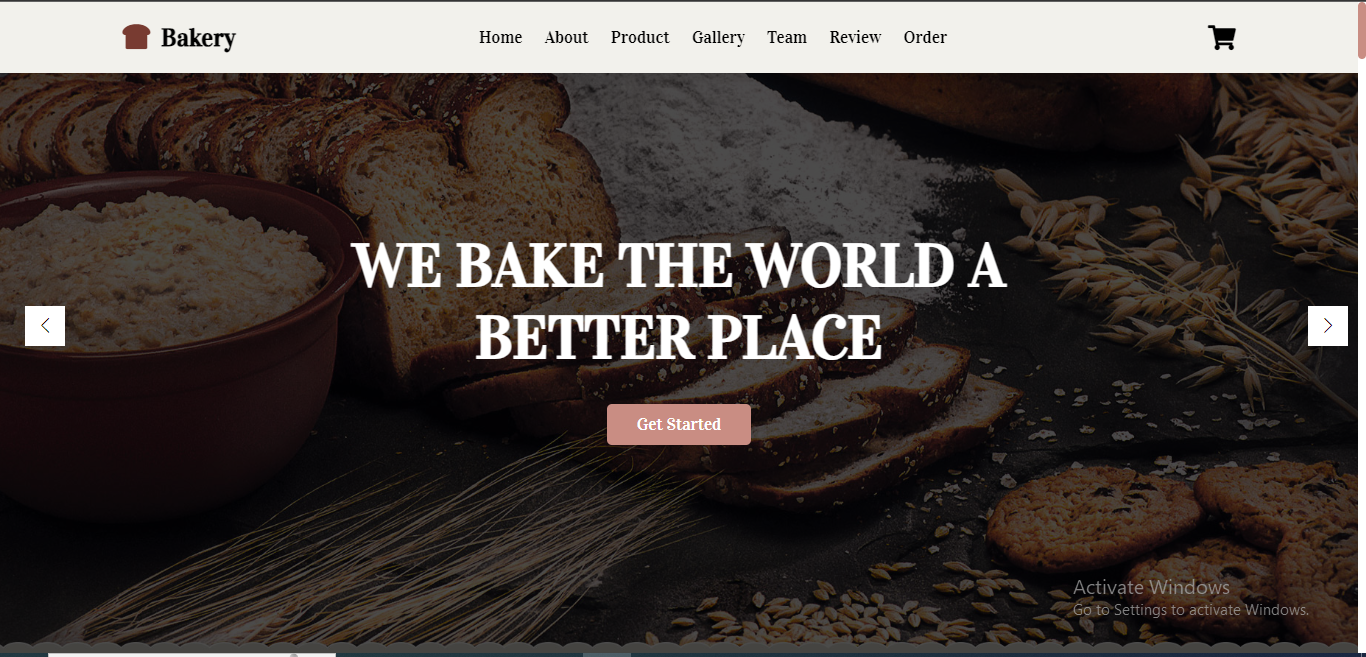 Bakery
Home About Product Gallery Team Review Order
WE BAKE THE WORLD A
BETTER PLACE
Get Started
Activate Windows
Go to Settings to activate Windows.